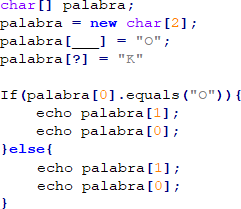 char[] palabra;
palabra = new char[2];
palabra[___] = "O";
palabra[?] = "K"
If(palabra[0].equals("O")){
echo palabra[1];
echo palabra[0];
}else{
echo palabra[1];
echo palabra[0];
}